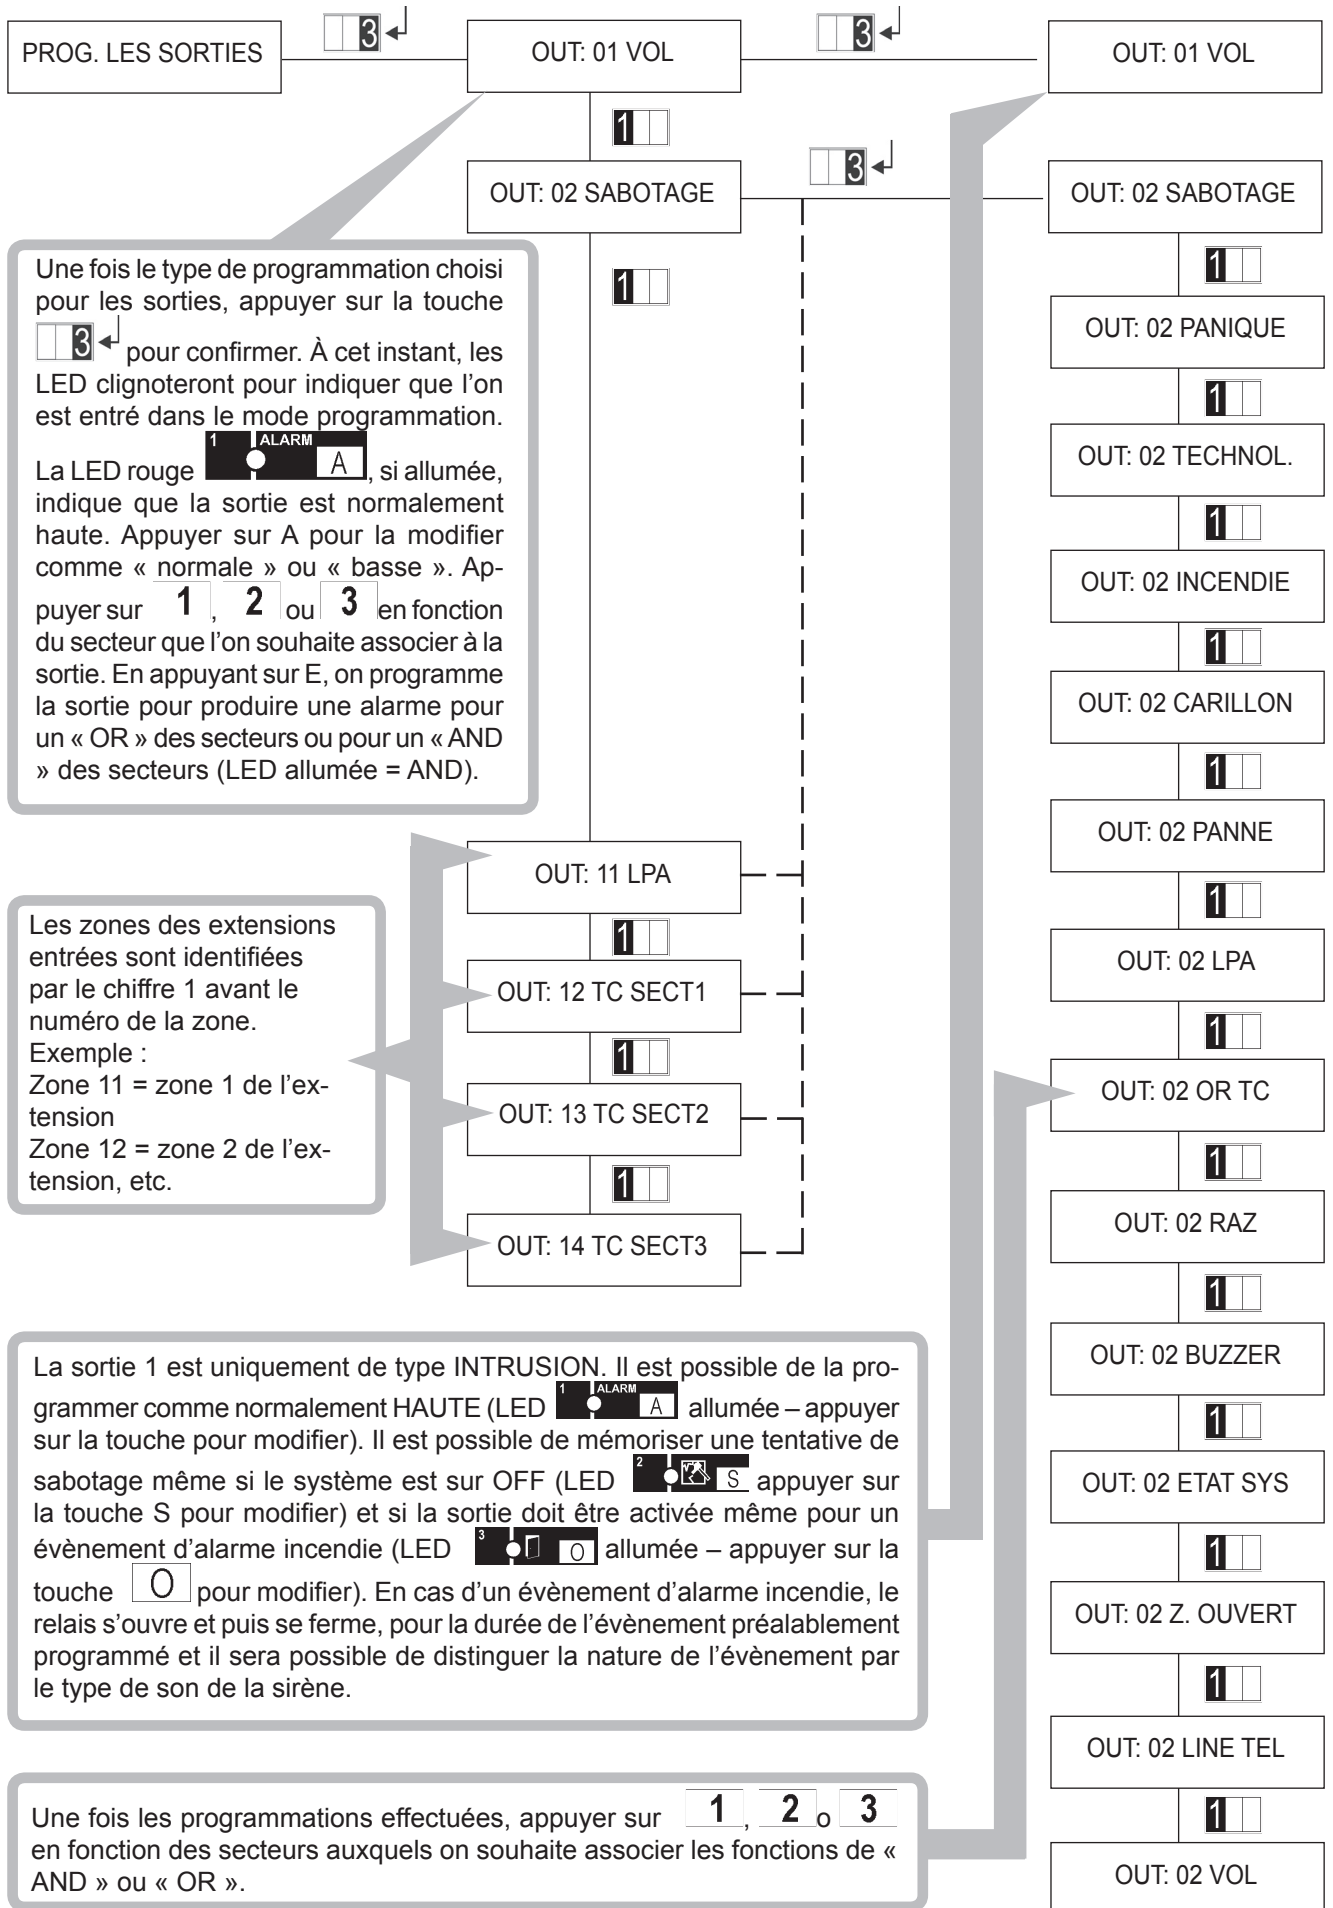 PROG. LES SORTIES
3
OUT: 01 VOL
3
OUT: 01 VOL
1
OUT: 02 SABOTAGE
3
OUT: 02 SABOTAGE
1
1
OUT: 02 PANIQUE
1
OUT: 02 TECHNOL.
1
OUT: 02 INCENDIE
1
OUT: 02 CARILLON
1
OUT: 02 PANNE
1
OUT: 02 LPA
1
OUT: 02 OR TC
1
OUT: 02 RAZ
1
OUT: 02 BUZZER
1
OUT: 02 ETAT SYS
1
OUT: 02 Z. OUVERT
1
OUT: 02 LINE TEL
1
OUT: 02 VOL
Une fois le type de programmation choisi
pour les sorties, appuyer sur la touche
3 pour confirmer. À cet instant, les
LED clignoteront pour indiquer que l’on
est entré dans le mode programmation.
La LED rouge 1 ALARM A, si allumée,
indique que la sortie est normalement
haute. Appuyer sur A pour la modifier
comme « normale » ou « basse ». Ap-
puyer sur 1, 2 ou 3 en fonction
du secteur que l’on souhaite associer à la
sortie. En appuyant sur E, on programme
la sortie pour produire une alarme pour
un « OR » des secteurs ou pour un « AND
» des secteurs (LED allumée = AND).
OUT: 11 LPA
1
OUT: 12 TC SECT1
1
OUT: 13 TC SECT2
1
OUT: 14 TC SECT3
Les zones des extensions
entrées sont identifiées
par le chiffre 1 avant le
numéro de la zone.
Exemple :
Zone 11 = zone 1 de l’ex-
tension
Zone 12 = zone 2 de l’ex-
tension, etc.
La sortie 1 est uniquement de type INTRUSION. Il est possible de la pro-
grammer comme normalement HAUTE (LED 1 ALARM A allumée – appuyer
sur la touche pour modifier). Il est possible de mémoriser une tentative de
sabotage même si le système est sur OFF (LED 2 S appuyer sur
la touche S pour modifier) et si la sortie doit être activée même pour un
évènement d’alarme incendie (LED 3 O allumée – appuyer sur la
touche O pour modifier). En cas d’un évènement d’alarme incendie, le
relais s’ouvre et puis se ferme, pour la durée de l’évènement préalablement
programmé et il sera possible de distinguer la nature de l’évènement par
le type de son de la sirène.
Une fois les programmations effectuées, appuyer sur 1, 2 o 3
en fonction des secteurs auxquels on souhaite associer les fonctions de «
AND » ou « OR ».